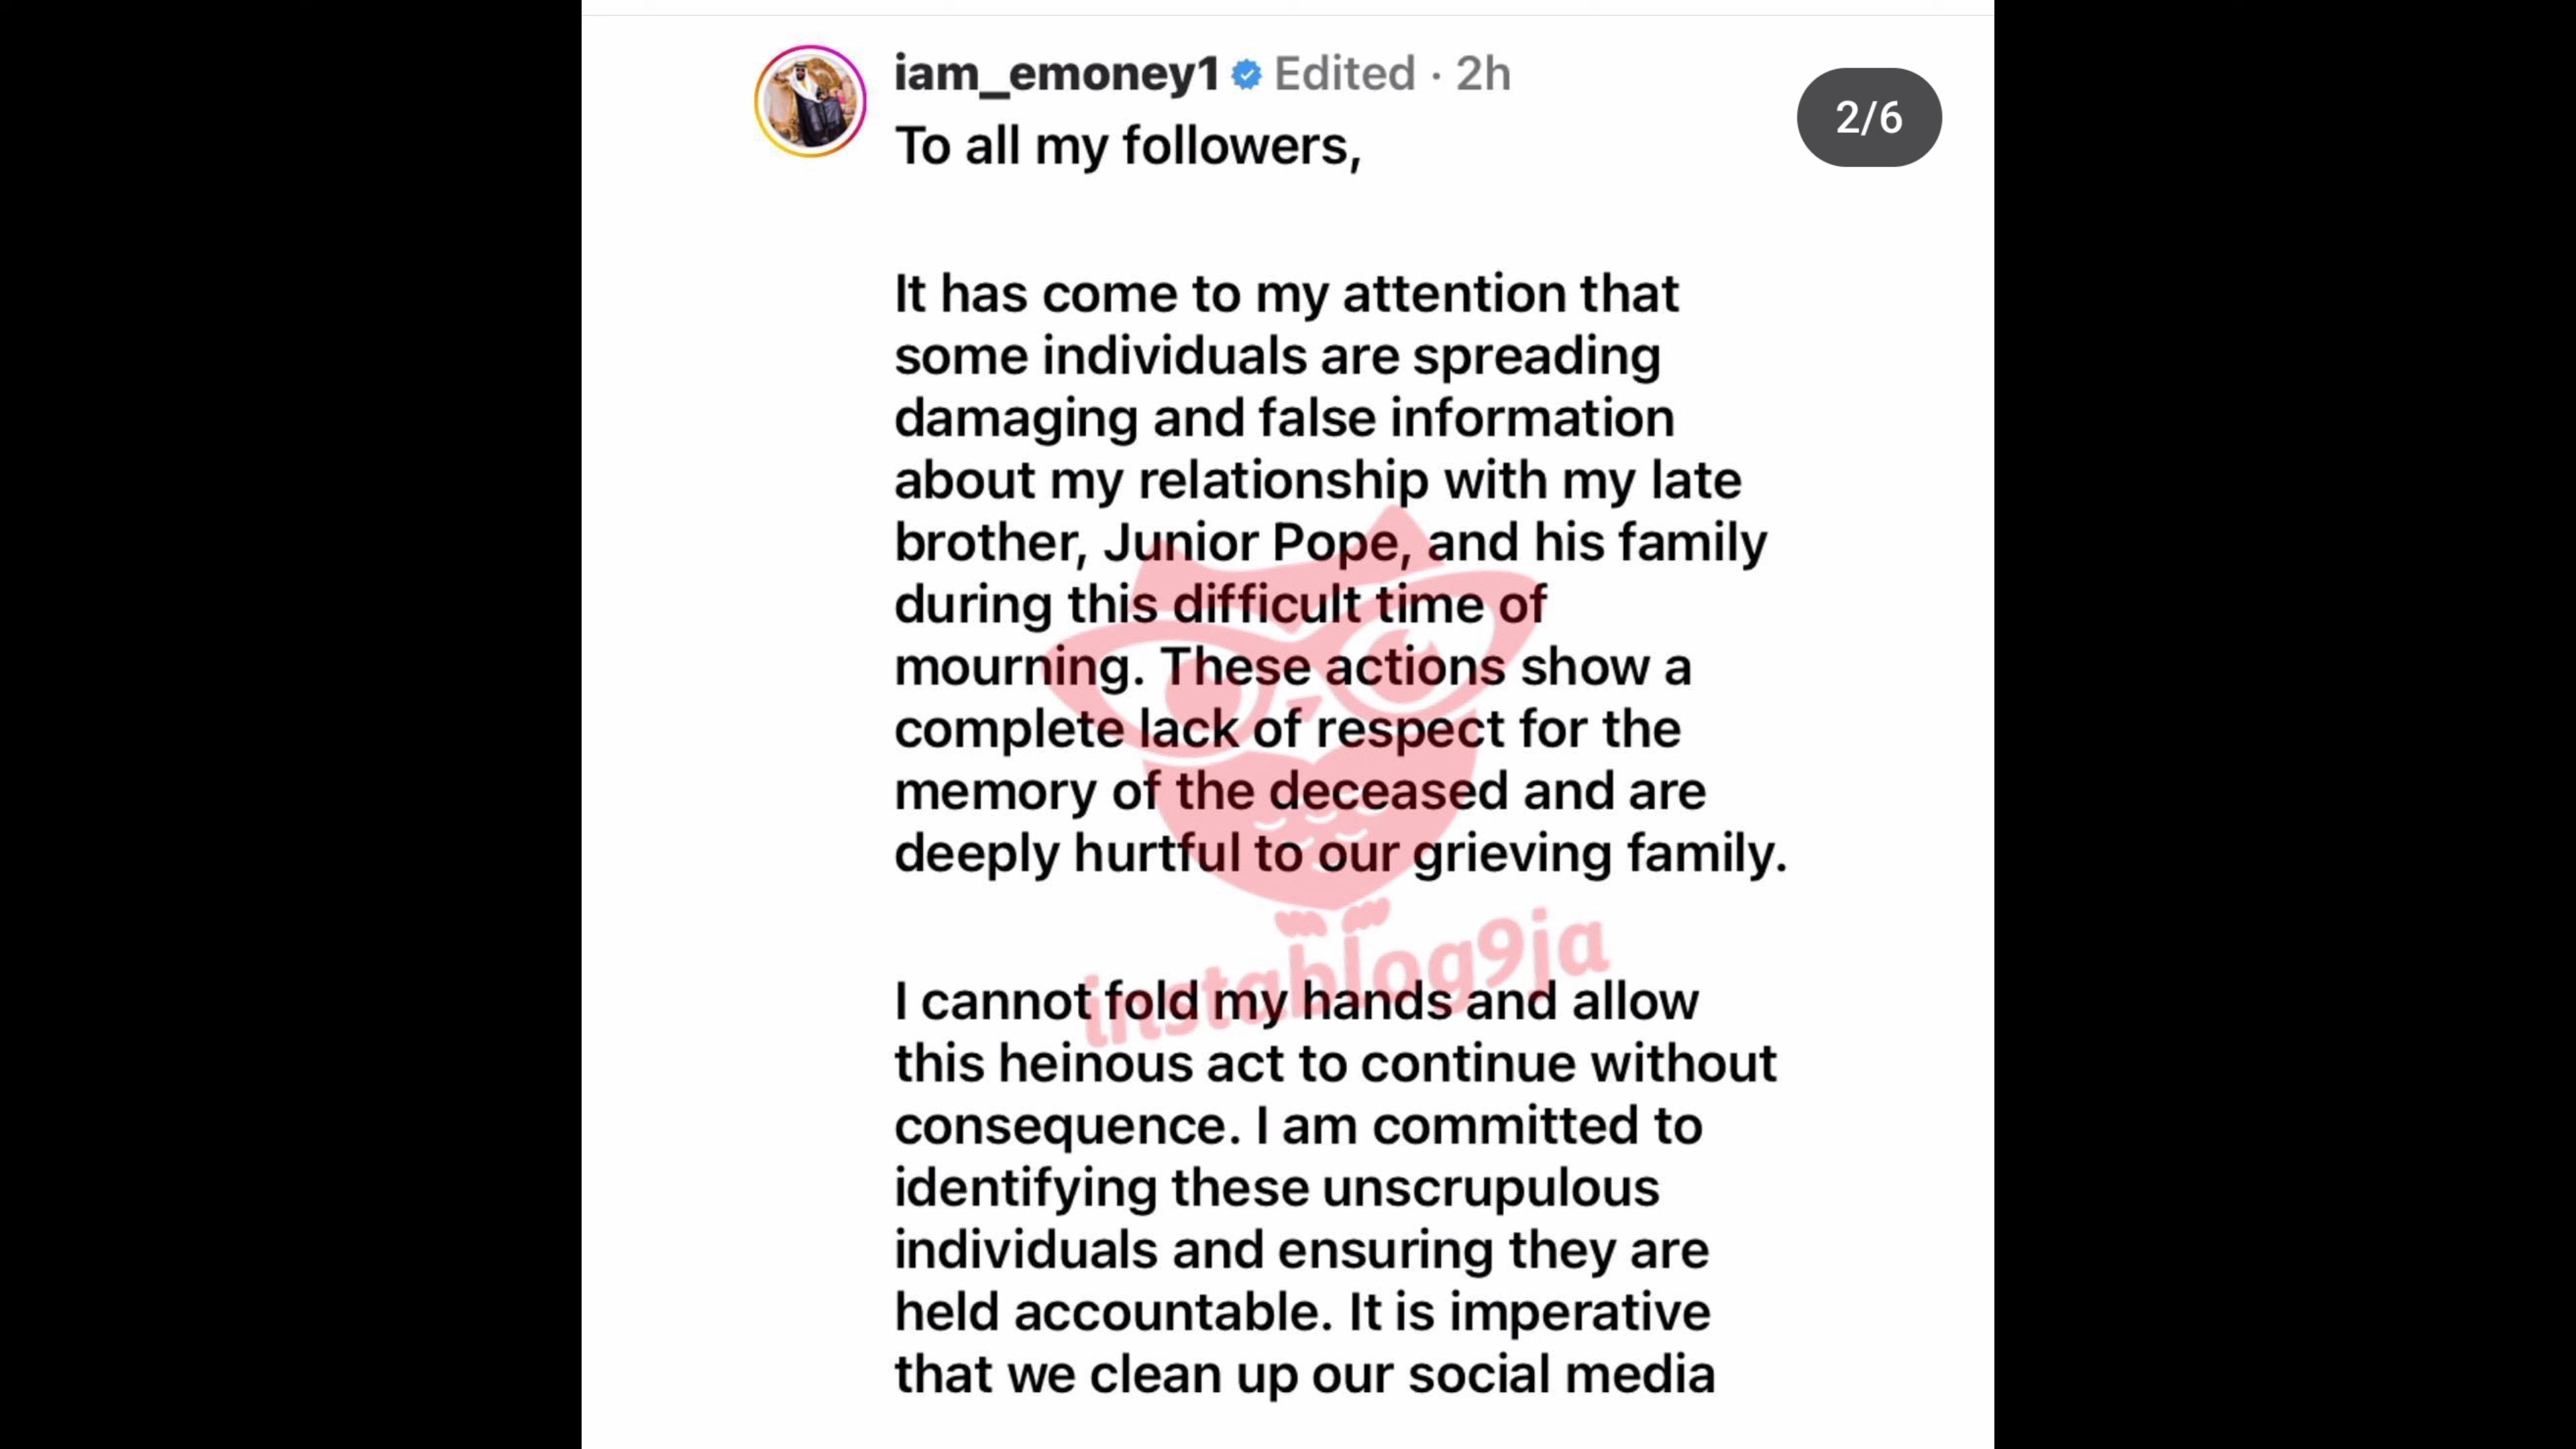 iam_emoney1 Edited · 2h
2/6
To all my followers,
It has come to my attention that
some individuals are spreading
damaging and false information
about my relationship with my late
brother, Junior Pope, and his family
during this difficult time of
mourning. These actions show a
complete lack of respect for the
memory of the deceased and are
deeply hurtful to our grieving family.
instablog9ja
I cannot fold my hands and allow
this heinous act to continue without
consequence. I am committed to
identifying these unscrupulous
individuals and ensuring they are
held accountable. It is imperative
that we clean up our social media